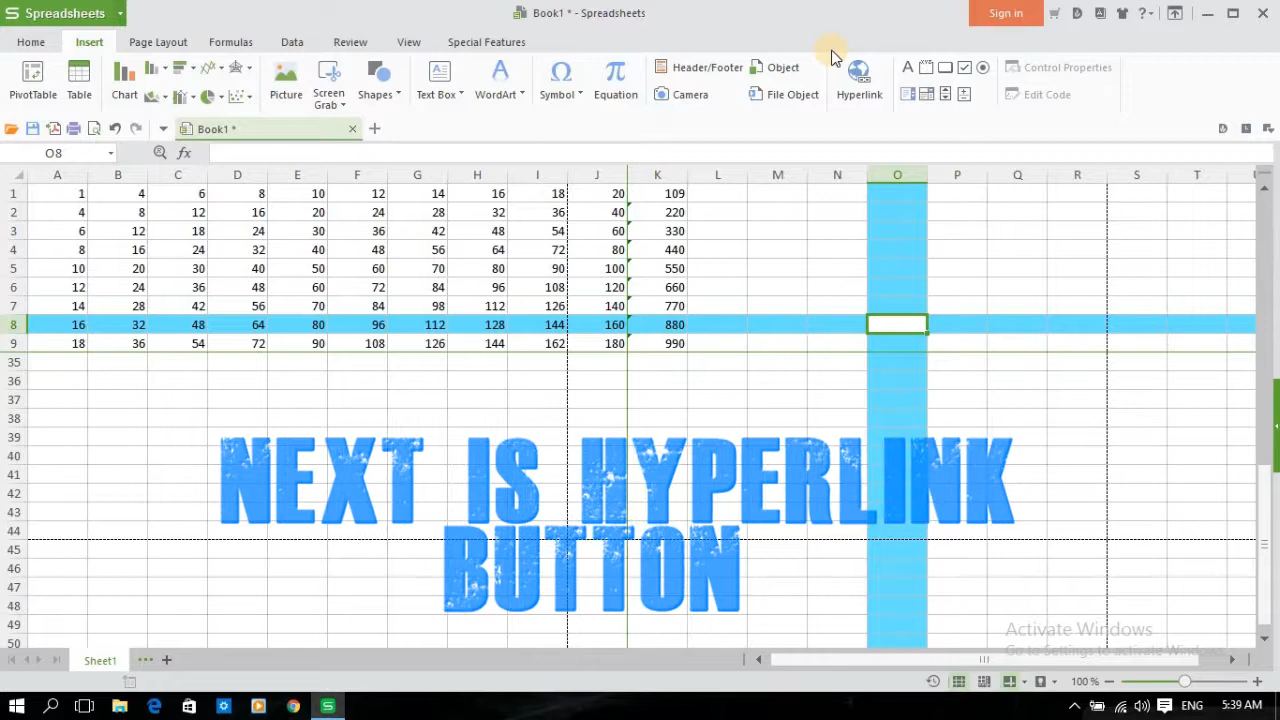 Spreadsheets
Book1 * - Spreadsheets
Sign in
Home Insert Page Layout Formulas Data Review View Special Features
PivotTable Table Chart Picture Screen Grab Shapes Text Box WordArt Symbol Equation Header/Footer Camera Object File Object Hyperlink Control Properties Edit Code
Book1 *
O8 fx
A B C D E F G H I J K L M N O P Q R S T U
1 1 4 6 8 10 12 14 16 18 20 109
2 4 8 12 16 20 24 28 32 36 40 220
3 6 12 18 24 30 36 42 48 54 60 330
4 8 16 24 32 40 48 56 64 72 80 440
5 10 20 30 40 50 60 70 80 90 100 550
6 12 24 36 48 60 72 84 96 108 120 660
7 14 28 42 56 70 84 98 112 126 140 770
8 16 32 48 64 80 96 112 128 144 160 880
9 18 36 54 72 90 108 126 144 162 180 990
35
36
37
38
39
40
41
42
43
44
45
46
47
48
49
50
NEXT IS HYPERLINK
BUTTON
Activate Windows
Go to Settings to activate Windows.
Sheet1
100 %
ENG 5:39 AM